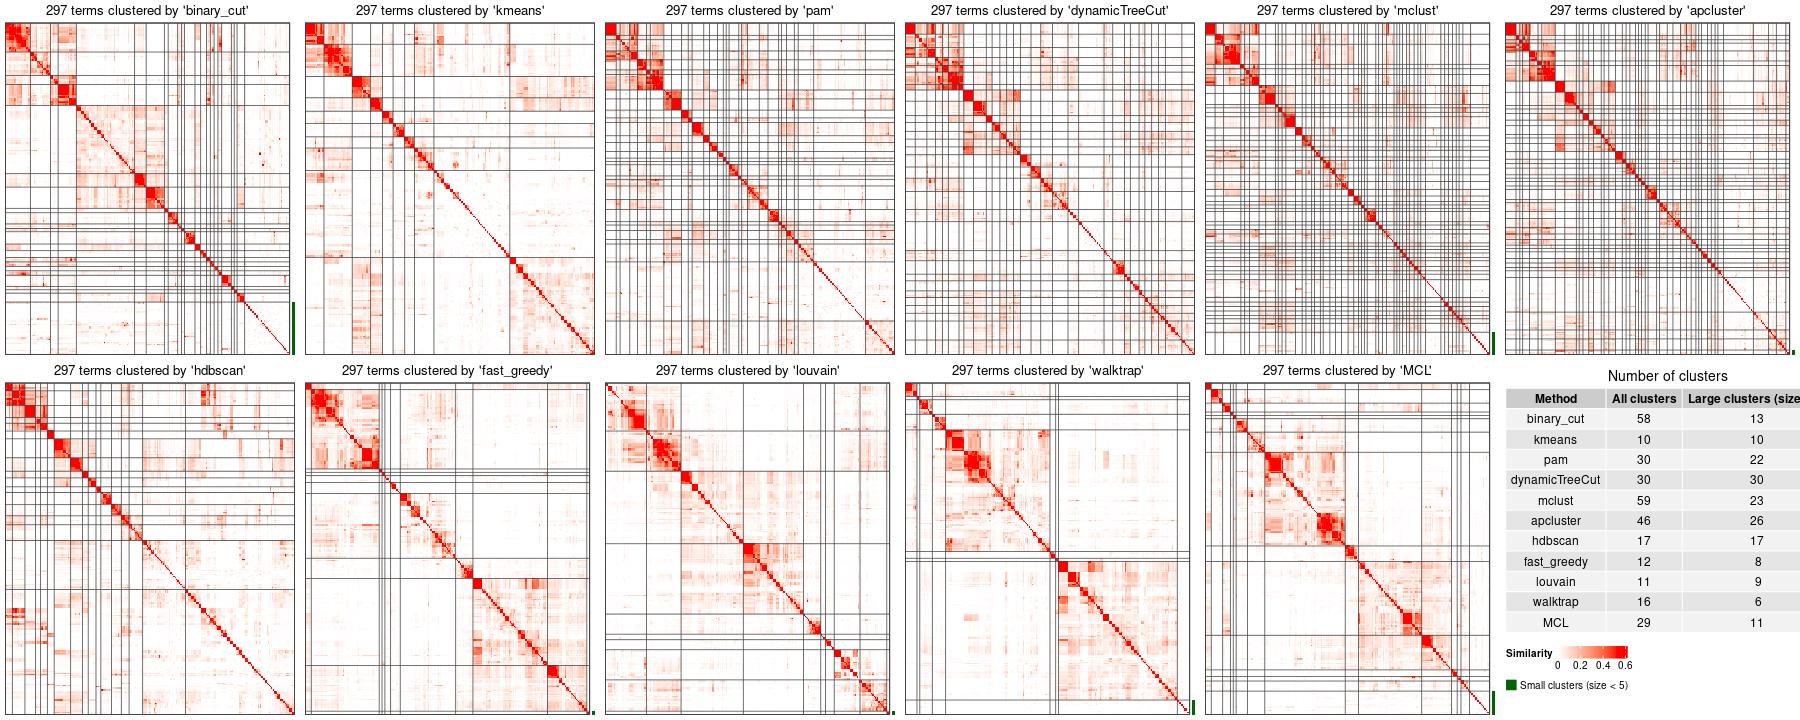 297 terms clustered by 'binary_cut'
297 terms clustered by 'kmeans'
297 terms clustered by 'pam'
297 terms clustered by 'dynamicTreeCut'
297 terms clustered by 'mclust'
297 terms clustered by 'apcluster'
297 terms clustered by 'hdbscan'
297 terms clustered by 'fast_greedy'
297 terms clustered by 'louvain'
297 terms clustered by 'walktrap'
297 terms clustered by 'MCL'
Number of clusters
Method All clusters Large clusters (size
binary_cut 58 13
kmeans 10 10
pam 30 22
dynamicTreeCut 30 30
mclust 59 23
apcluster 46 26
hdbscan 17 17
fast_greedy 12 8
louvain 11 9
walktrap 16 6
MCL 29 11
Similarity
0 0.2 0.4 0.6
Small clusters (size < 5)